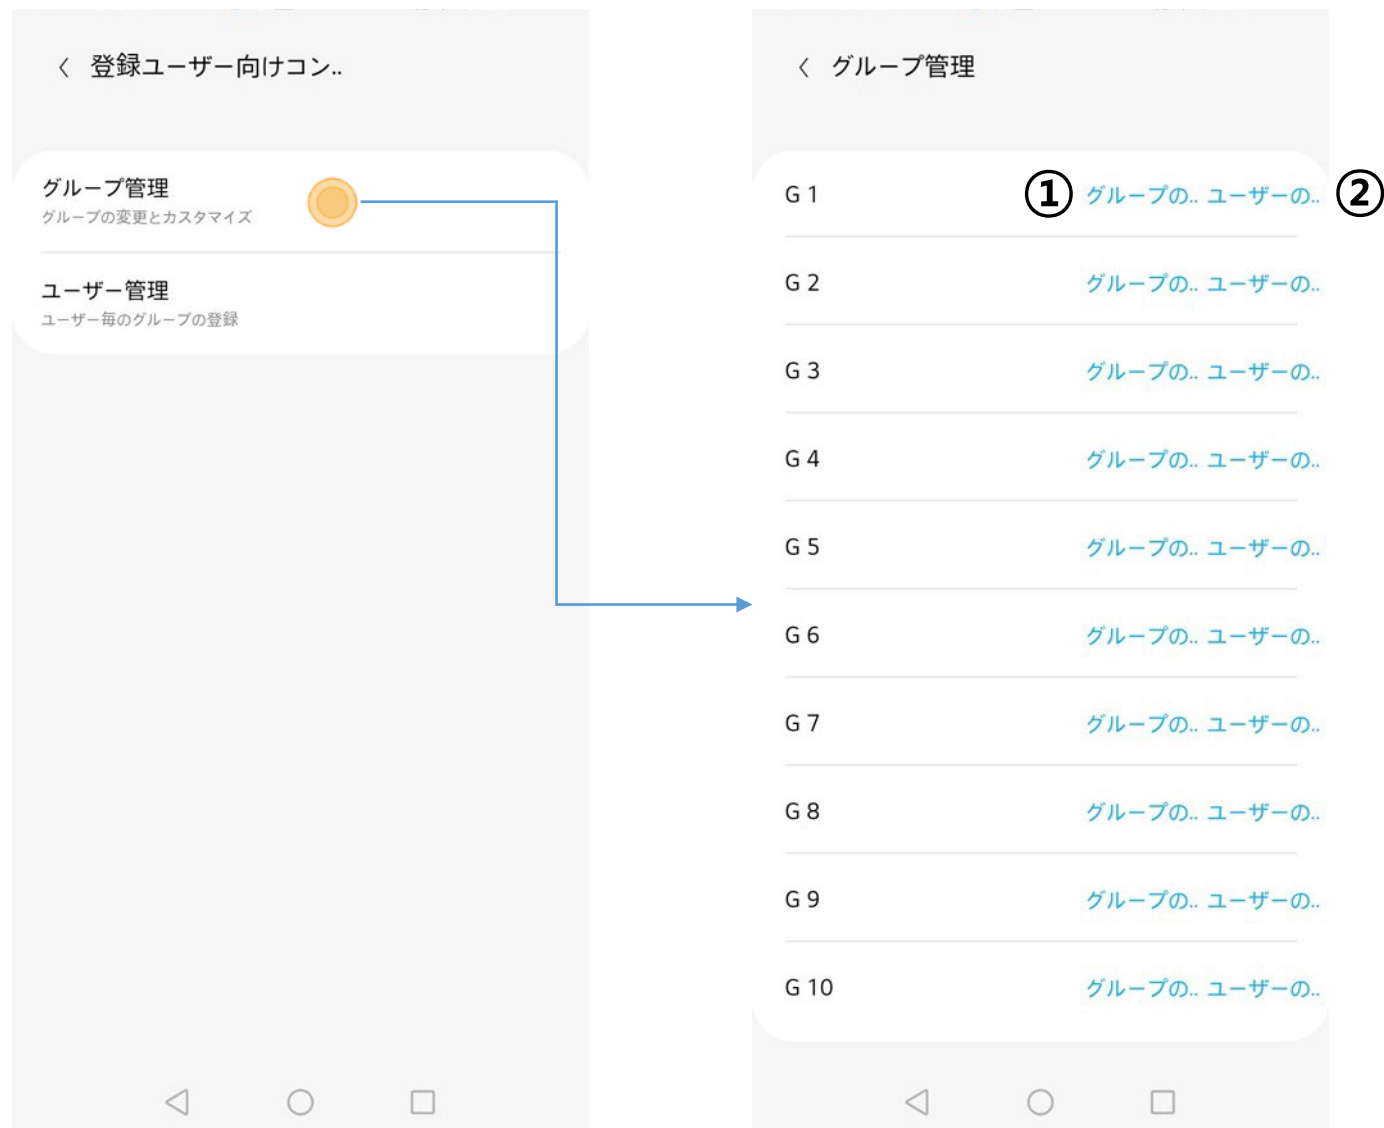 < 登録ユーザー向けコン..
グループ管理
グループの変更とカスタマイズ
ユーザー管理
ユーザー毎のグループの登録
< グループ管理
G 1 ① グループの.. ユーザーの.. ②
G 2 グループの.. ユーザーの..
G 3 グループの.. ユーザーの..
G 4 グループの.. ユーザーの..
G 5 グループの.. ユーザーの..
G 6 グループの.. ユーザーの..
G 7 グループの.. ユーザーの..
G 8 グループの.. ユーザーの..
G 9 グループの.. ユーザーの..
G 10 グループの.. ユーザーの..